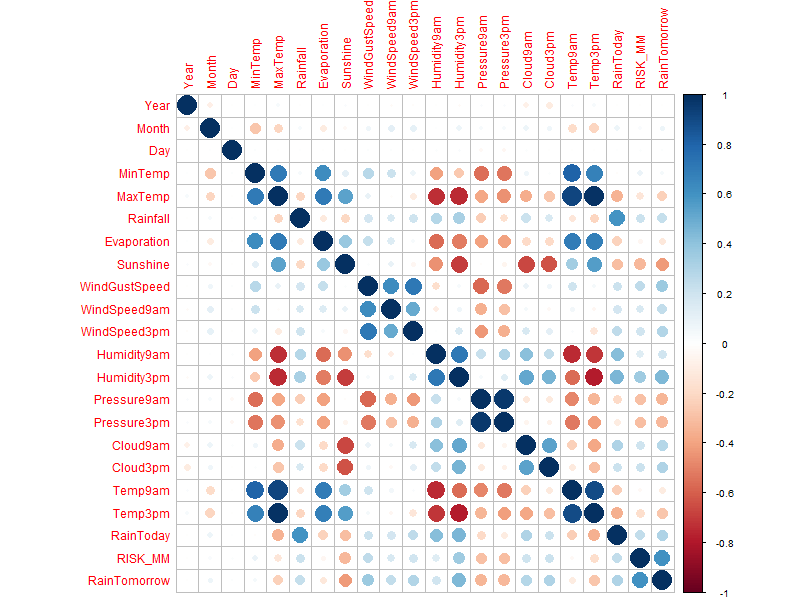 Year
Month
Day
MinTemp
MaxTemp
Rainfall
Evaporation
Sunshine
WindGustSpeed
WindSpeed9am
WindSpeed3pm
Humidity9am
Humidity3pm
Pressure9am
Pressure3pm
Cloud9am
Cloud3pm
Temp9am
Temp3pm
RainToday
RISK_MM
RainTomorrow
Year
Month
Day
MinTemp
MaxTemp
Rainfall
Evaporation
Sunshine
WindGustSpeed
WindSpeed9am
WindSpeed3pm
Humidity9am
Humidity3pm
Pressure9am
Pressure3pm
Cloud9am
Cloud3pm
Temp9am
Temp3pm
RainToday
RISK_MM
RainTomorrow
1
0.8
0.6
0.4
0.2
0
-0.2
-0.4
-0.6
-0.8
-1